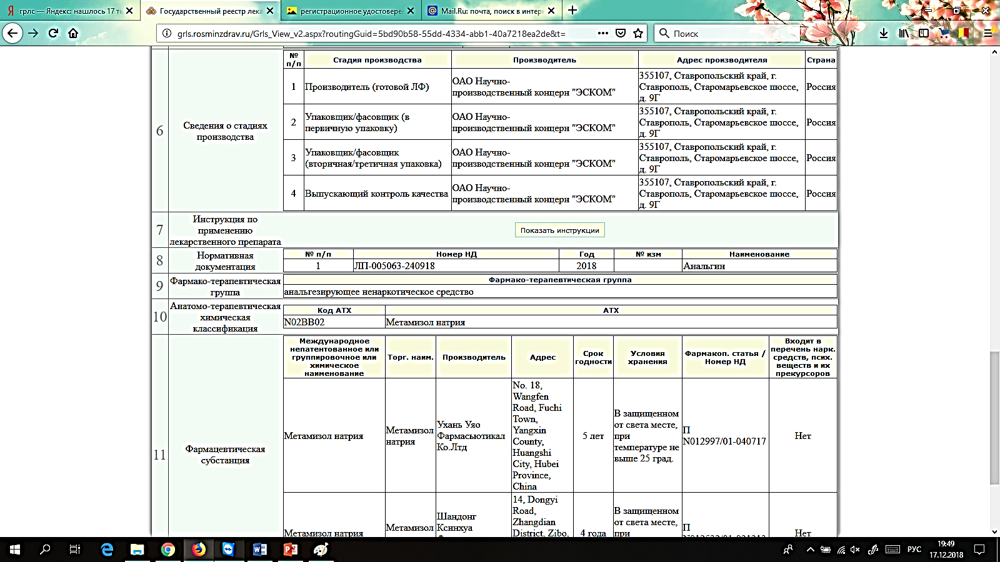 грлс — Яндекс: нашлось 17 ть
Государственный реестр лека
регистрационное удостовере
Mail.Ru: почта, поиск в интер
grls.rosminzdrav.ru/Grls_View_v2.aspx?routingGuid=5bd90b58-55dd-4334-abb1-40a7218ea2de&t=
Поиск
6
Сведения о стадиях
производства
№
п/п
Стадия производства
Производитель
Адрес производителя
Страна
1
Производитель (готовой ЛФ)
ОАО Научно-
производственный концерн "ЭСКОМ"
355107, Ставропольский край, г.
Ставрополь, Старомарьевское шоссе,
д. 9Г
Россия
2
Упаковщик/фасовщик (в
первичную упаковку)
ОАО Научно-
производственный концерн "ЭСКОМ"
355107, Ставропольский край, г.
Ставрополь, Старомарьевское шоссе,
д. 9Г
Россия
3
Упаковщик/фасовщик
(вторичная/третичная упаковка)
ОАО Научно-
производственный концерн "ЭСКОМ"
355107, Ставропольский край, г.
Ставрополь, Старомарьевское шоссе,
д. 9Г
Россия
4
Выпускающий контроль качества
ОАО Научно-
производственный концерн "ЭСКОМ"
355107, Ставропольский край, г.
Ставрополь, Старомарьевское шоссе,
д. 9Г
Россия
7
Инструкция по
применению
лекарственного препарата
Показать инструкции
8
Нормативная
документация
№ п/п
Номер НД
Год
№ изм
Наименование
1
ЛП-005063-240918
2018
Анальгин
9
Фармако-терапевтическая
группа
Фармако-терапевтическая группа
анальгезирующее ненаркотическое средство
10
Анатомо-терапевтическая
химическая
классификация
Код АТХ
АТХ
N02BB02
Метамизол натрия
11
Фармацевтическая
субстанция
Международное
непатентованное или
группировочное или
химическое
наименование
Торг. наим.
Производитель
Адрес
Срок
годности
Условия
хранения
Фармакоп. статья /
Номер НД
Входит в
перечень нарк.
средств, псих.
веществ и их
прекурсоров
Метамизол натрия
Метамизол
натрия
Ухань Уяо
Фармасьютикал
Ко.Лтд
No. 18,
Wangfen
Road, Fuchi
Town,
Yangxin
County,
Huangshi
City, Hubei
Province,
China
5 лет
В защищенном
от света месте,
при
температуре не
выше 25 град.
П
N012997/01-040717
Нет
Метамизол натрия
Метамизол
Шандонг
Ксинхуа
14, Dongyi
Road,
Zhangdian
District, Zibo,
4 года
В защищенном
от света месте,
при
П
Нет
РУС
19:49
17.12.2018